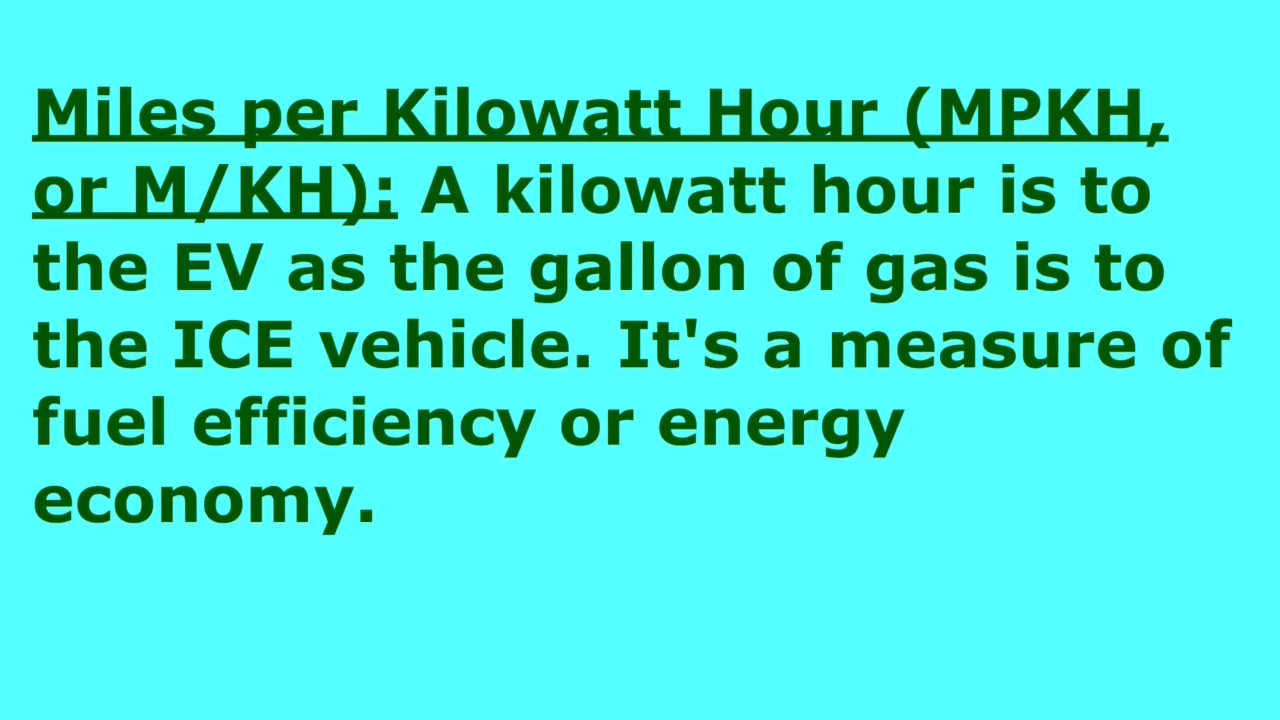 Miles per Kilowatt Hour (MPKH,
or M/KH): A kilowatt hour is to
the EV as the gallon of gas is to
the ICE vehicle. It's a measure of
fuel efficiency or energy
economy.